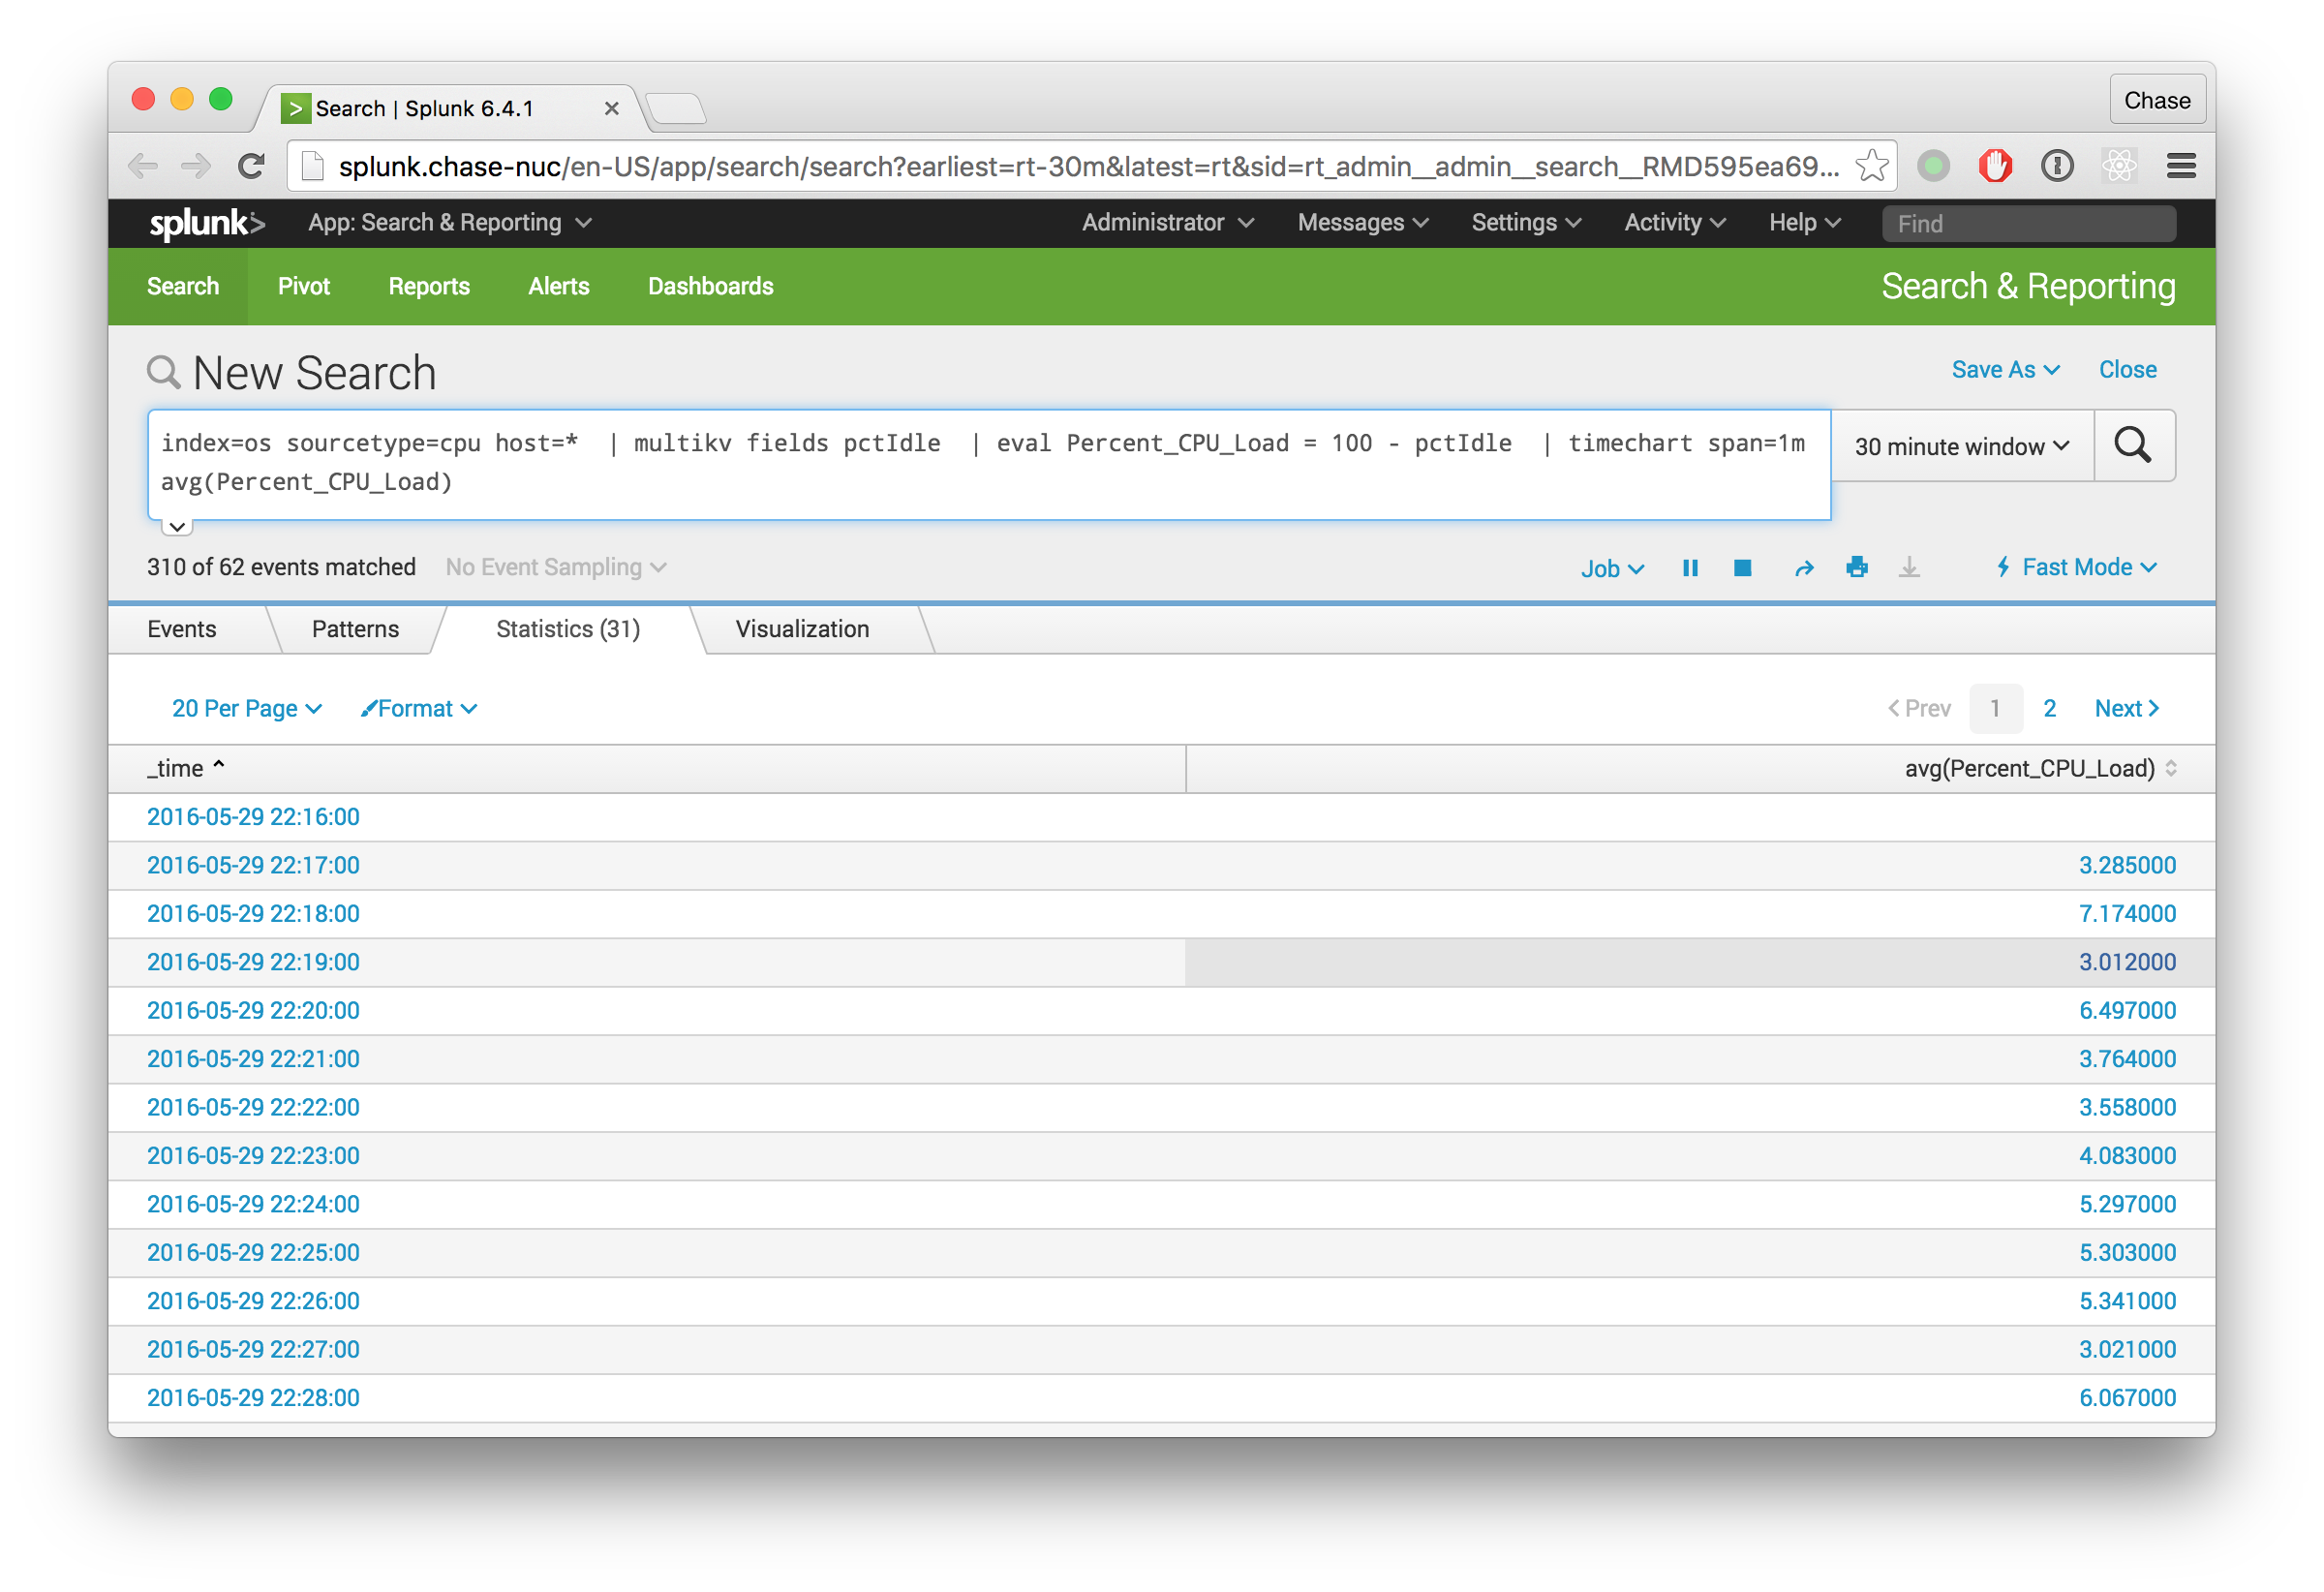 Search | Splunk 6.4.1
Chase
splunk.chase-nuc/en-US/app/search/search?earliest=rt-30m&latest=rt&sid=rt_admin__admin__search__RMD595ea69...
splunk> App: Search & Reporting Administrator Messages Settings Activity Help Find
Search Pivot Reports Alerts Dashboards Search & Reporting
New Search Save As Close
index=os sourcetype=cpu host=*  | multikv fields pctIdle  | eval Percent_CPU_Load = 100 - pctIdle  | timechart span=1m
avg(Percent_CPU_Load)
30 minute window
310 of 62 events matched No Event Sampling Job Fast Mode
Events Patterns Statistics (31) Visualization
20 Per Page Format Prev 1 2 Next
_time avg(Percent_CPU_Load)
2016-05-29 22:16:00
2016-05-29 22:17:00 3.285000
2016-05-29 22:18:00 7.174000
2016-05-29 22:19:00 3.012000
2016-05-29 22:20:00 6.497000
2016-05-29 22:21:00 3.764000
2016-05-29 22:22:00 3.558000
2016-05-29 22:23:00 4.083000
2016-05-29 22:24:00 5.297000
2016-05-29 22:25:00 5.303000
2016-05-29 22:26:00 5.341000
2016-05-29 22:27:00 3.021000
2016-05-29 22:28:00 6.067000